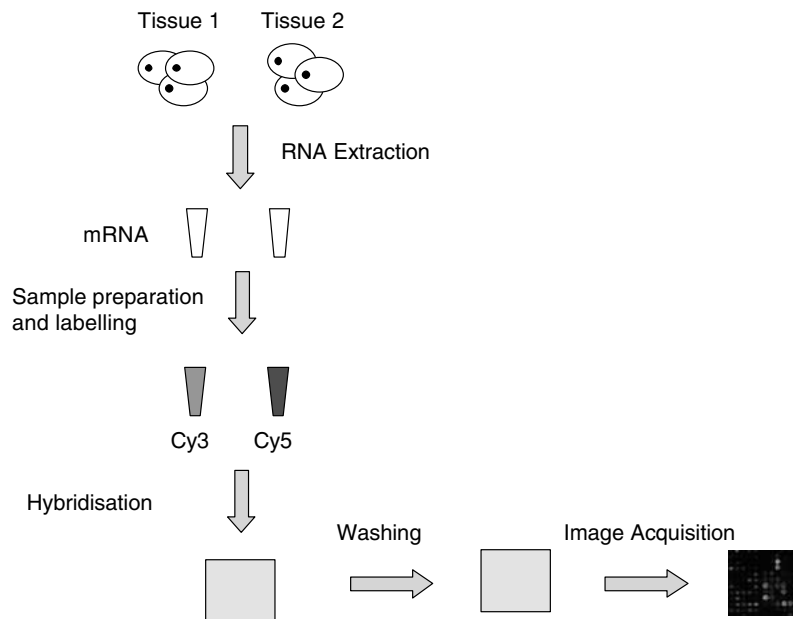 Tissue 1
Tissue 2
RNA Extraction
mRNA
Sample preparation
and labelling
Cy3
Cy5
Hybridisation
Washing
Image Acquisition